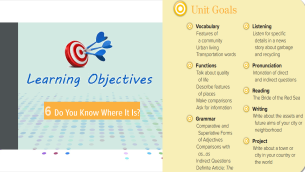 Learning Objectives
6 Do You Know Where It Is?
Unit Goals
Vocabulary
Features of
a community
Urban living
Transportation words
Functions
Talk about quality
of life
Describe features
of places
Make comparisons
Ask for information
Grammar
Comparative and
Superlative Forms
of Adjectives
Comparisons with
(as...as)
Indirect Questions
Definite Article: The
Listening
Listen for specific
details in a news
story about garbage
and recycling
Pronunciation
Intonation of direct
and indirect questions
Reading
The Bride of the Red Sea
Writing
Write about the assets and
future aims of your city or
neighborhood
Project
Write about a town or
city in your country or
the world